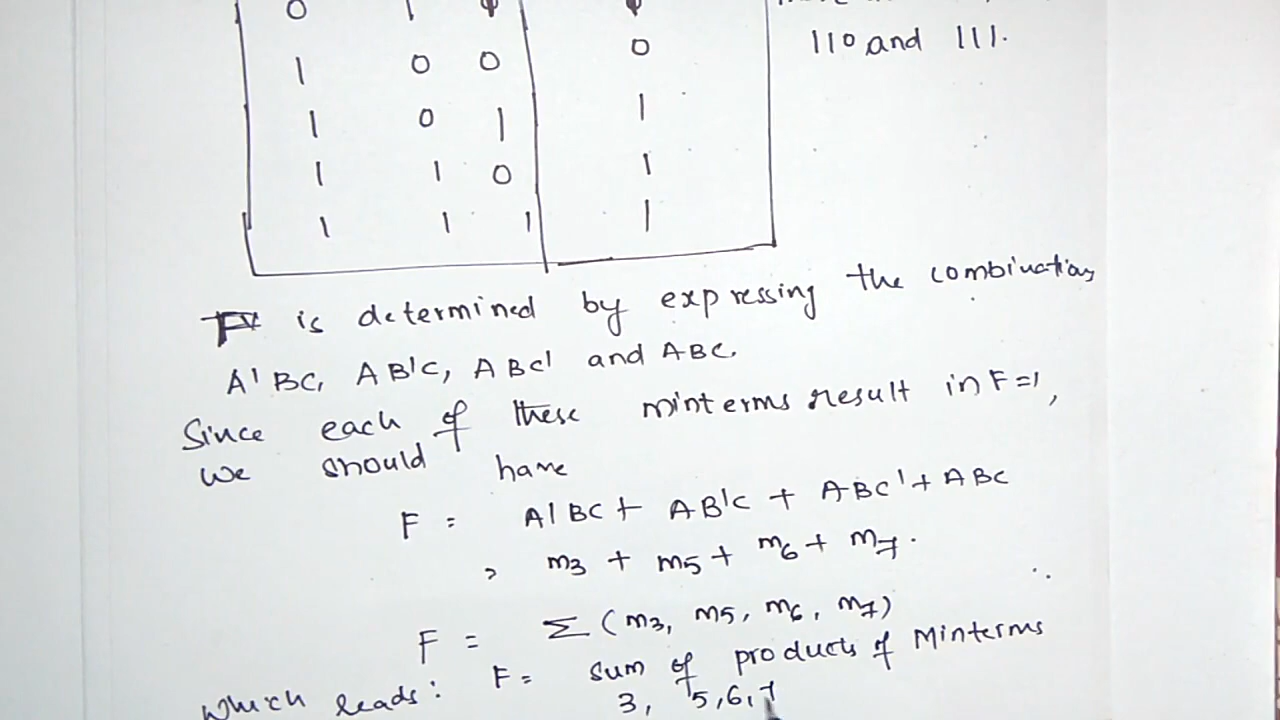 0 1 1 1
110 and 111.
1 0 0 0
1 0 1 1
1 1 0 1
1 1 1 1
F is determined by expressing the combinations
A'BC, AB'C, ABC' and ABC.
Since each of these minterms result in F=1,
we should have
F = A'BC + AB'C + ABC' + ABC
= m3 + m5 + m6 + m7.
F = Σ (m3, m5, m6, m7)
Which leads: F = sum of products of Minterms
3, 5, 6, 7